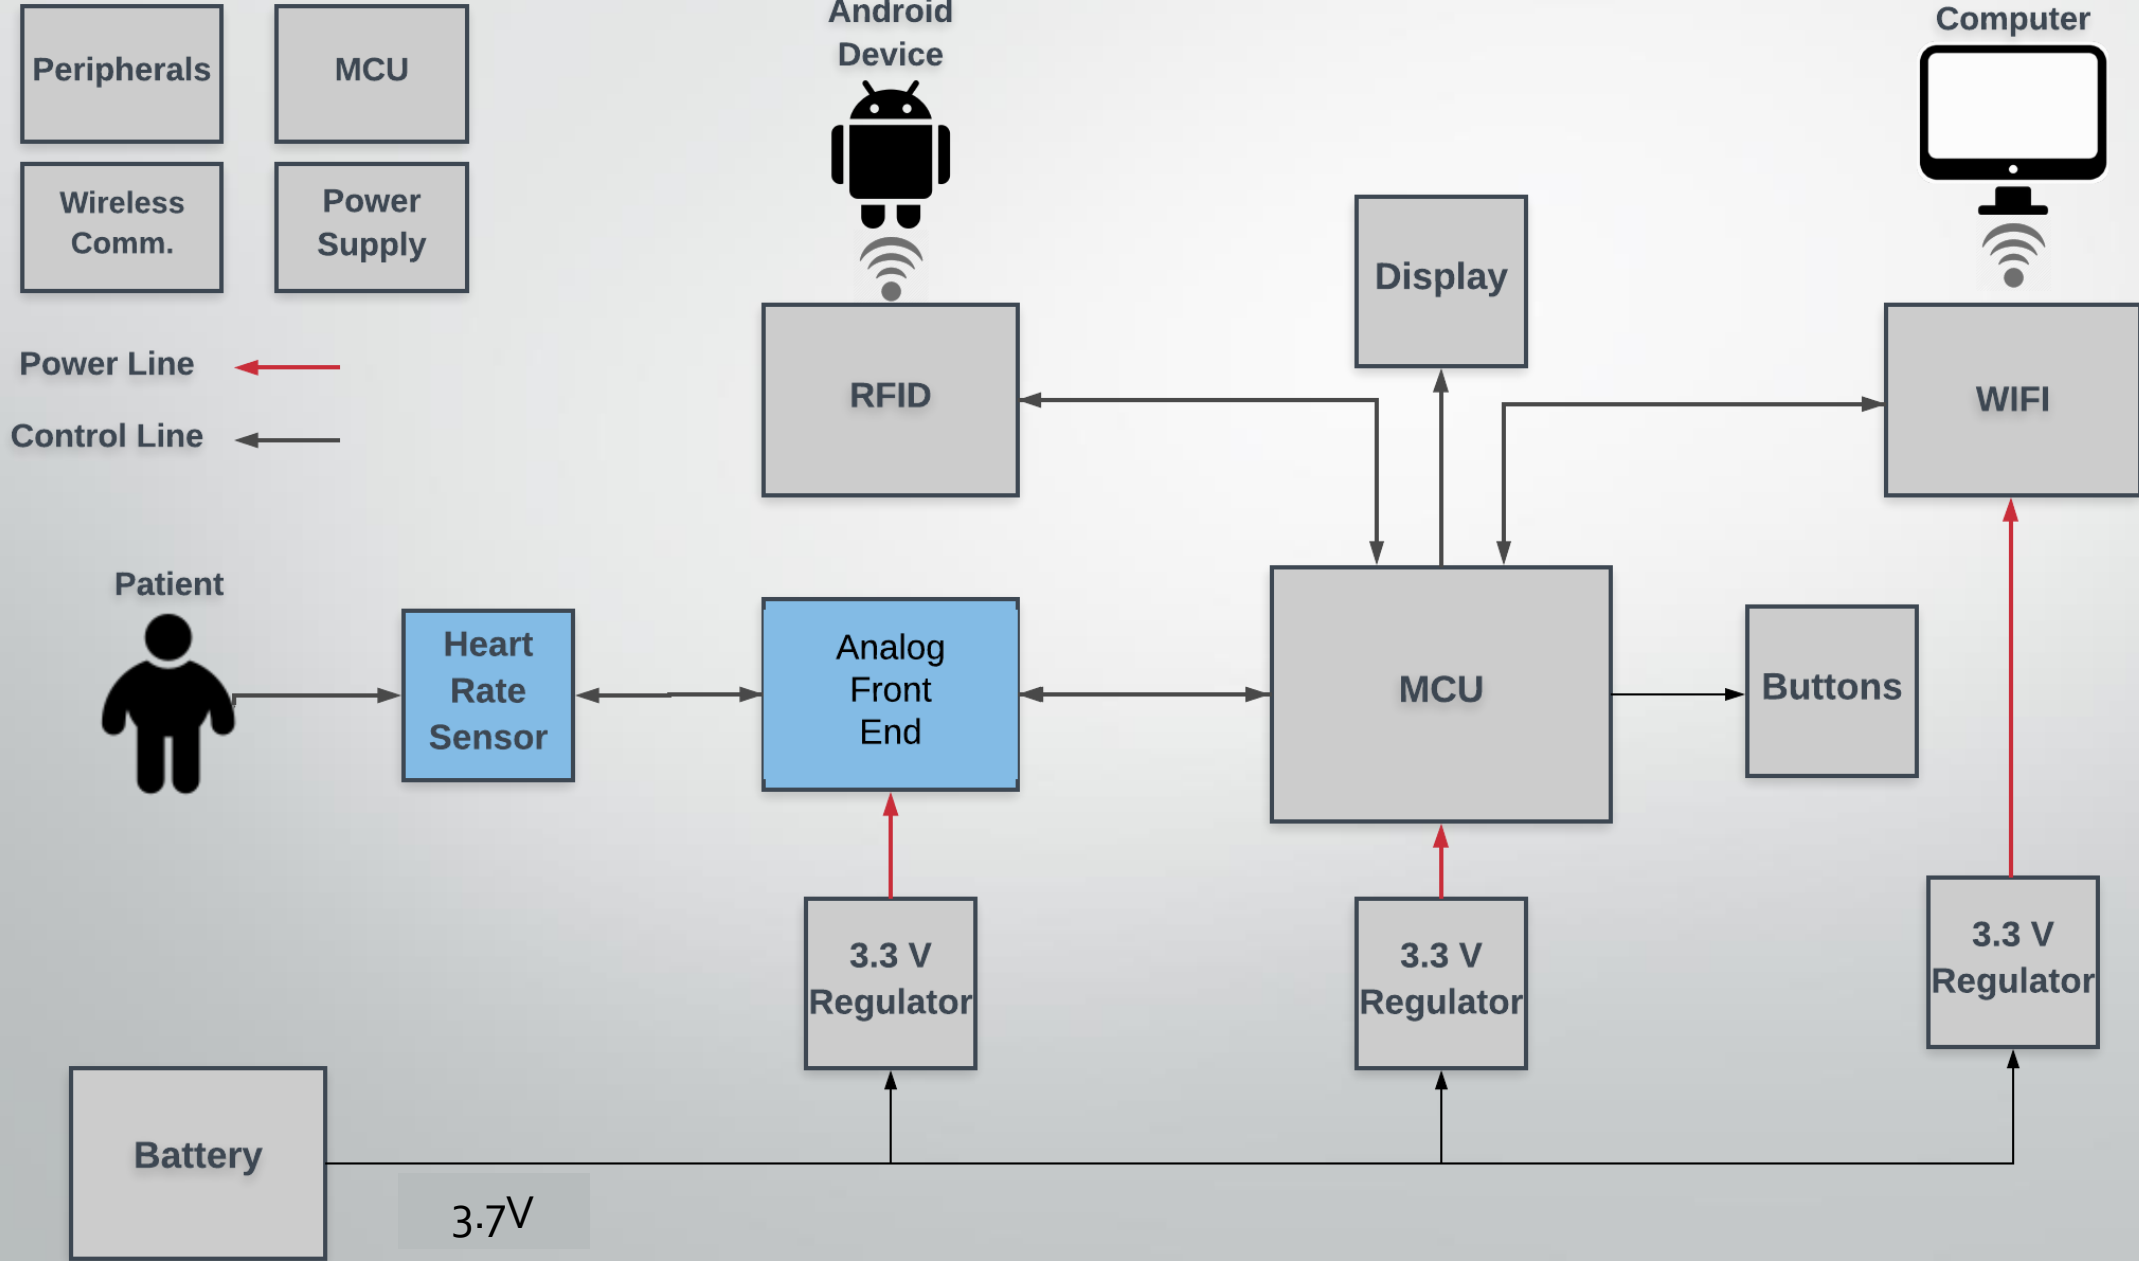 Peripherals
MCU
Wireless
Comm.
Power
Supply
Power Line
Control Line
Android
Device
Computer
Display
RFID
WIFI
Patient
Heart
Rate
Sensor
Analog
Front
End
MCU
Buttons
3.3 V
Regulator
3.3 V
Regulator
3.3 V
Regulator
Battery
3.7V